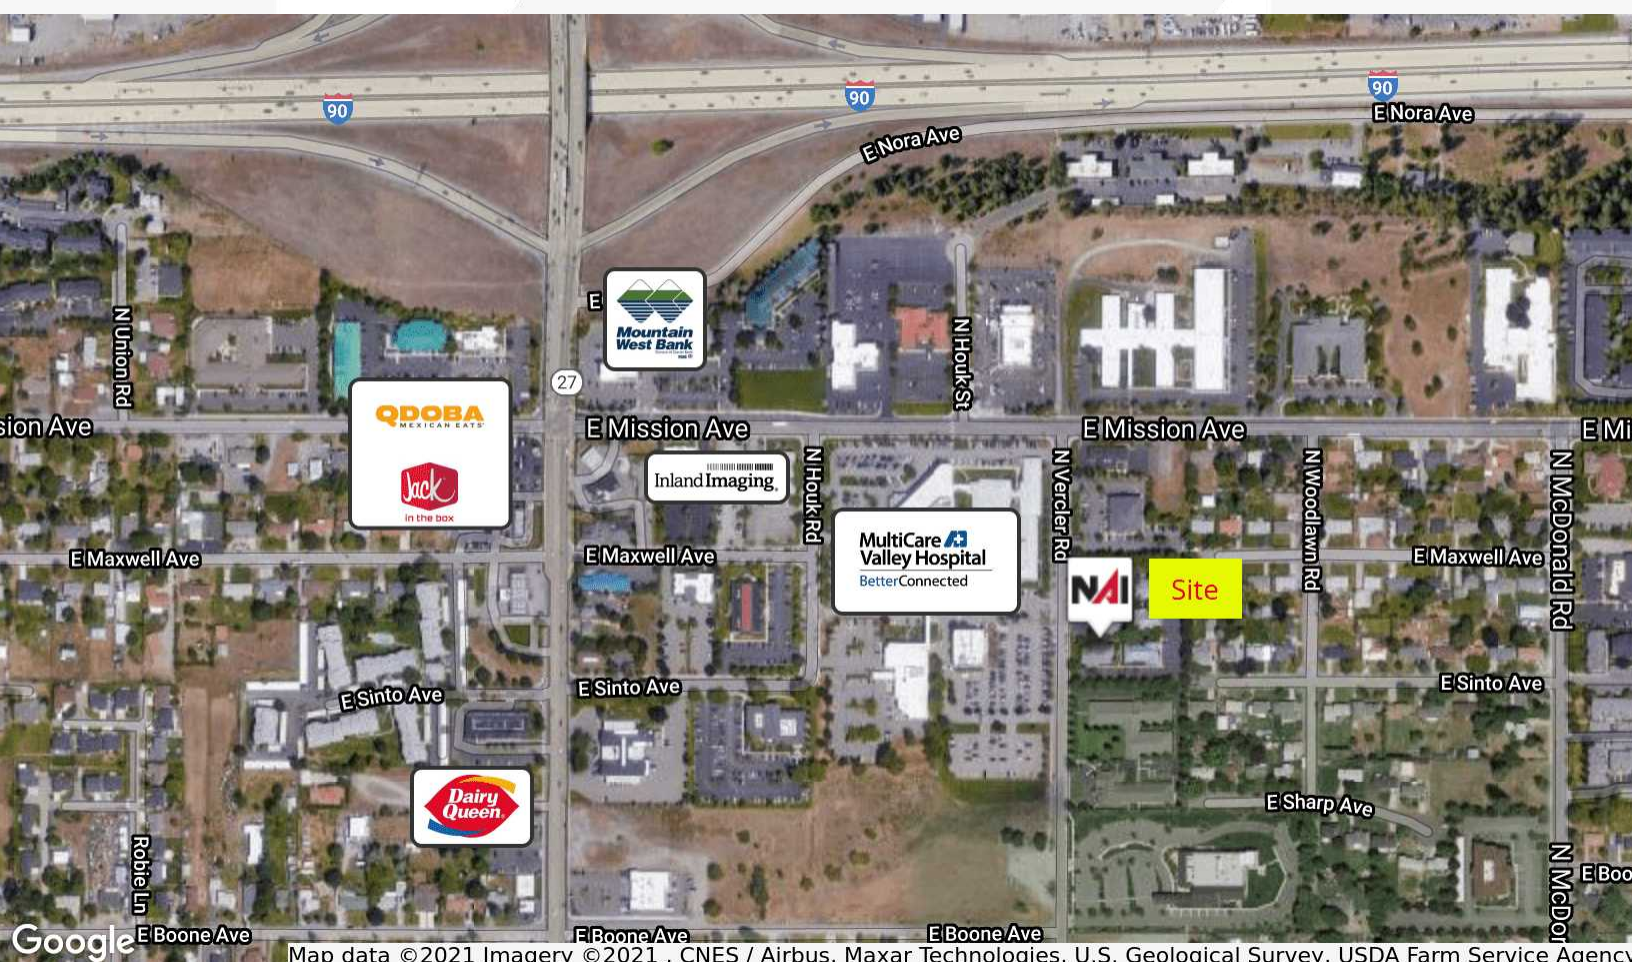 90
90
90
E Nora Ave
E Nora Ave
E
Mountain
West Bank
N Union Rd
N Houk St
27
QDOBA
MEXICAN EATS
Jack
in the box
sion Ave
E Mission Ave
E Mission Ave
E Mi
Inland Imaging
N Houk Rd
N Vercler Rd
N Woodlawn Rd
N McDonald Rd
MultiCare
Valley Hospital
BetterConnected
E Maxwell Ave
E Maxwell Ave
E Maxwell Ave
NAI
Site
E Sinto Ave
E Sinto Ave
E Sinto Ave
Dairy
Queen
E Sharp Ave
Robie Ln
N McDon
E Boo
Google
E Boone Ave
E Boone Ave
E Boone Ave
Map data ©2021 Imagery ©2021 , CNES / Airbus, Maxar Technologies, U.S. Geological Survey, USDA Farm Service Agency